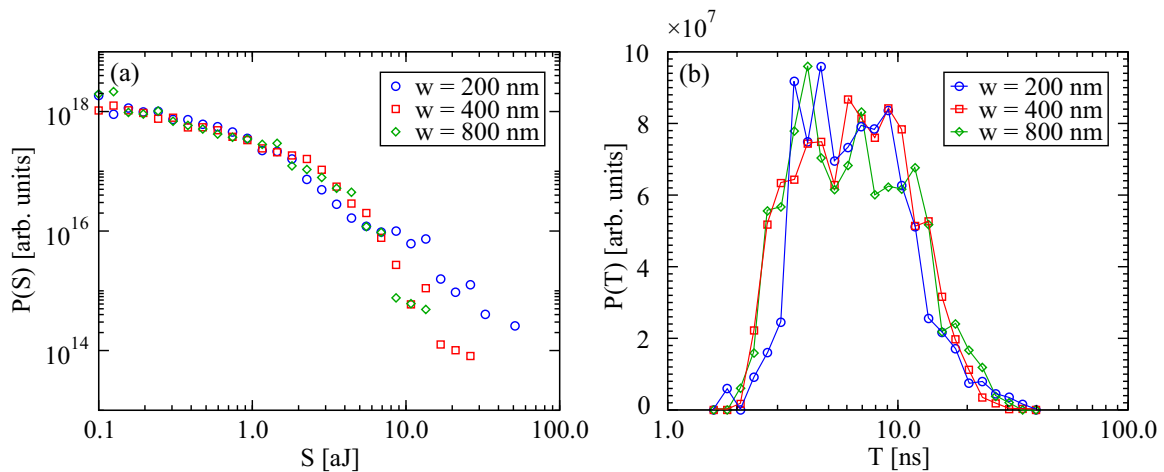 (a)
w = 200 nm
w = 400 nm
w = 800 nm
P(S) [arb. units]
10^18
10^16
10^14
0.1 1.0 10.0 100.0
S [aJ]
×10^7
(b)
w = 200 nm
w = 400 nm
w = 800 nm
P(T) [arb. units]
10
8
6
4
2
0
1.0 10.0 100.0
T [ns]